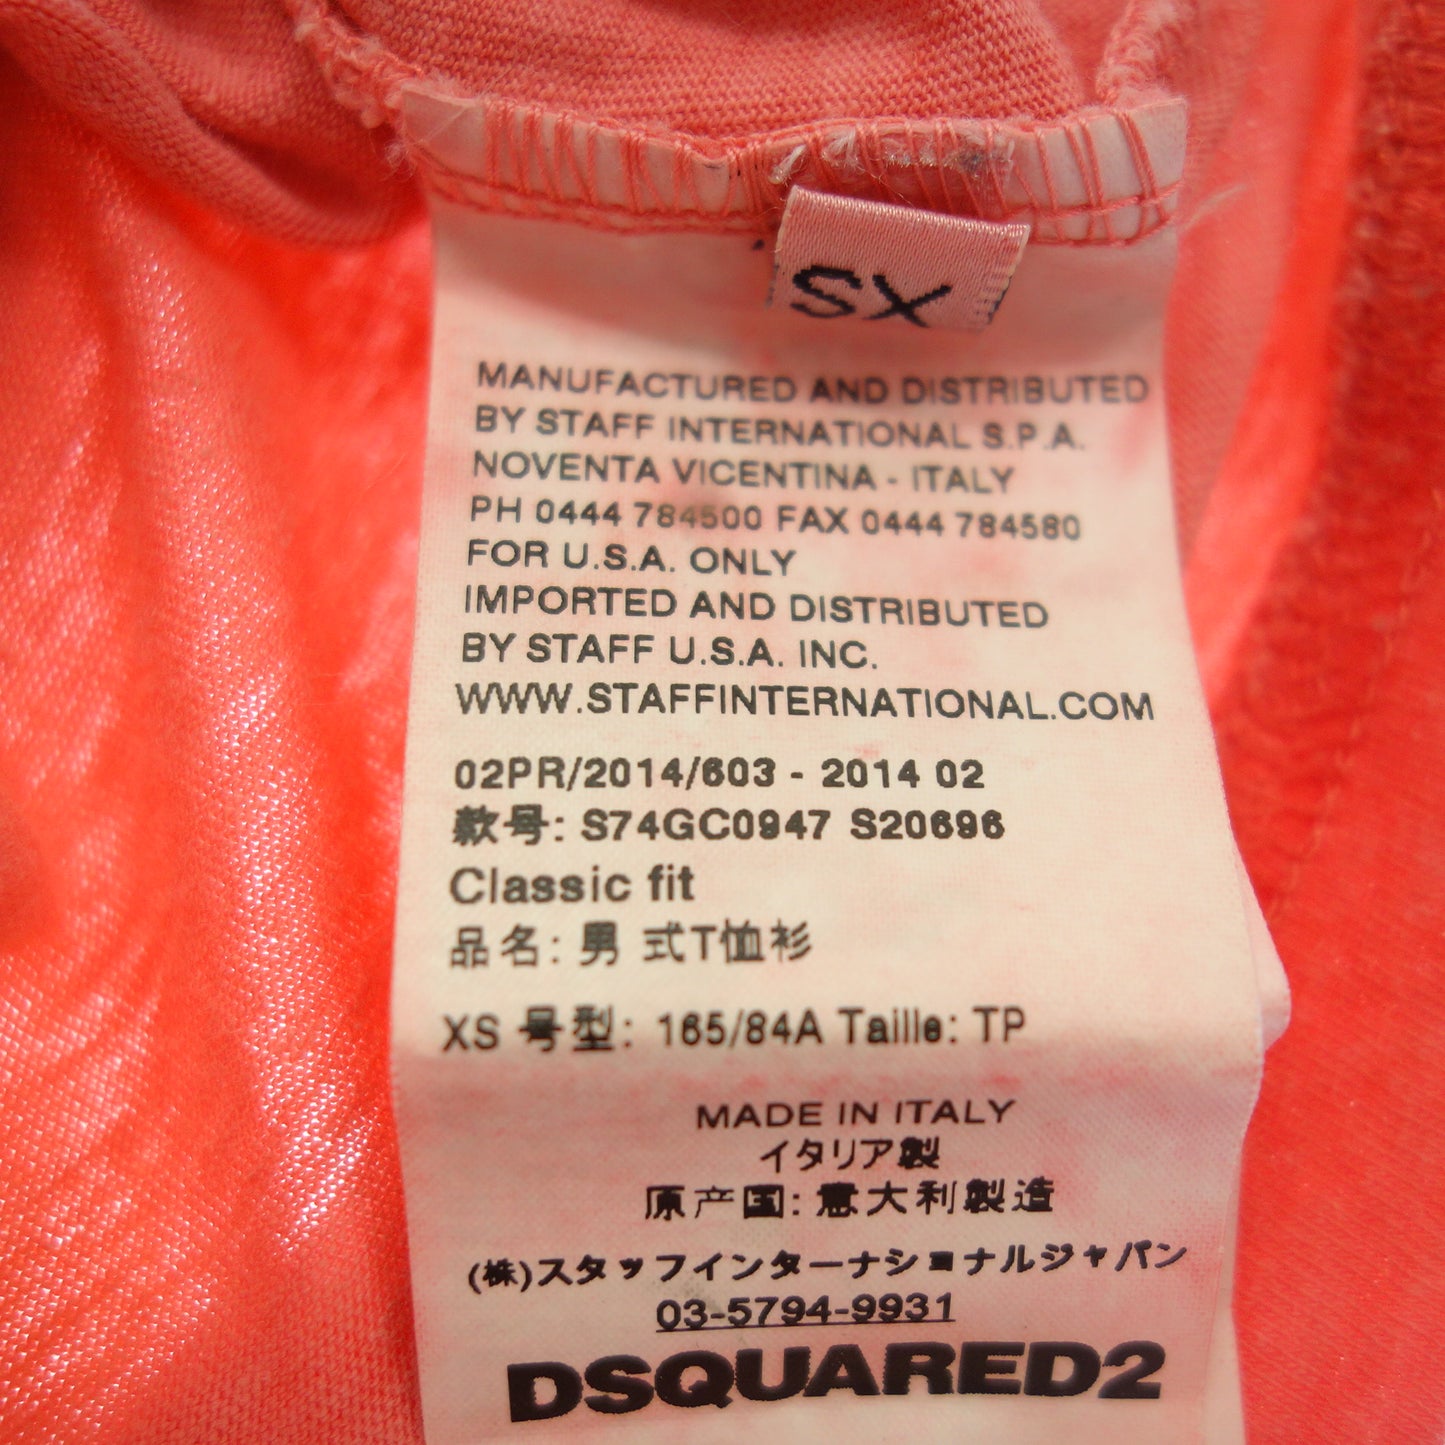 XS
MANUFACTURED AND DISTRIBUTED
BY STAFF INTERNATIONAL S.P.A.
NOVENTA VICENTINA - ITALY
PH 0444 784500 FAX 0444 784580
FOR U.S.A. ONLY
IMPORTED AND DISTRIBUTED
BY STAFF U.S.A. INC.
WWW.STAFFINTERNATIONAL.COM
02PR/2014/603 - 2014 02
款号: S74GC0947 S20696
Classic fit
品名: 男 式T恤衫
XS 号型: 165/84A Taille: TP
MADE IN ITALY
イタリア製
原产国: 意大利製造
(株)スタッフインターナショナルジャパン
03-5794-9931
DSQUARED2